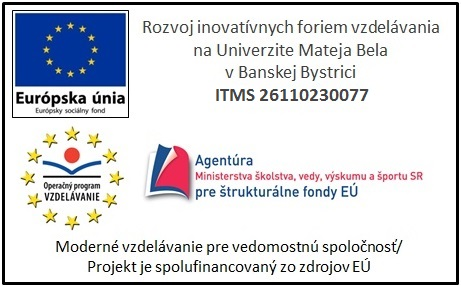 Rozvoj inovatívnych foriem vzdelávania
na Univerzite Mateja Bela
v Banskej Bystrici
ITMS 26110230077
Európska únia
Európsky sociálny fond
Operačný program
VZDELÁVANIE
Agentúra
Ministerstva školstva, vedy, výskumu a športu SR
pre štrukturálne fondy EÚ
Moderné vzdelávanie pre vedomostnú spoločnosť/
Projekt je spolufinancovaný zo zdrojov EÚ